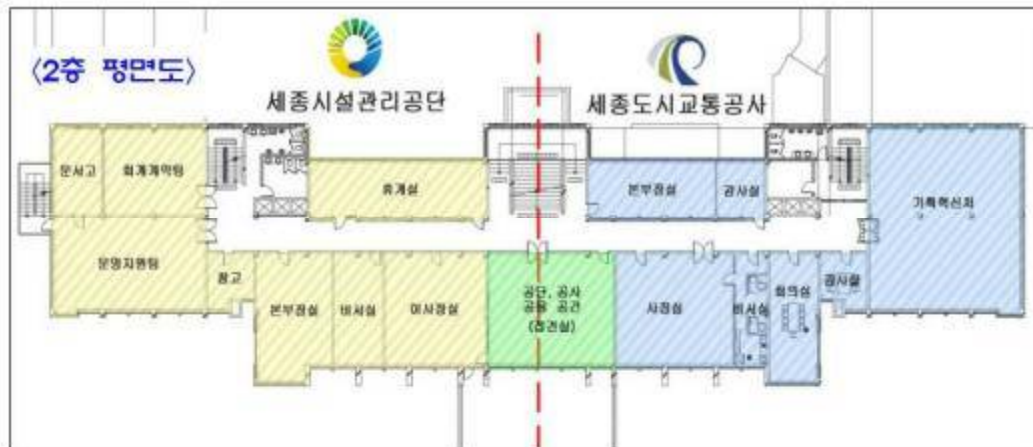 <2층 평면도>
세종시설관리공단
세종도시교통공사
문서고
회계계약팀
휴게실
본부장실
감사실
기획혁신처
운영지원팀
창고
본부장실
비서실
이사장실
공단, 공사
공용 공간
(접견실)
사장실
비서실
회의실
감사실